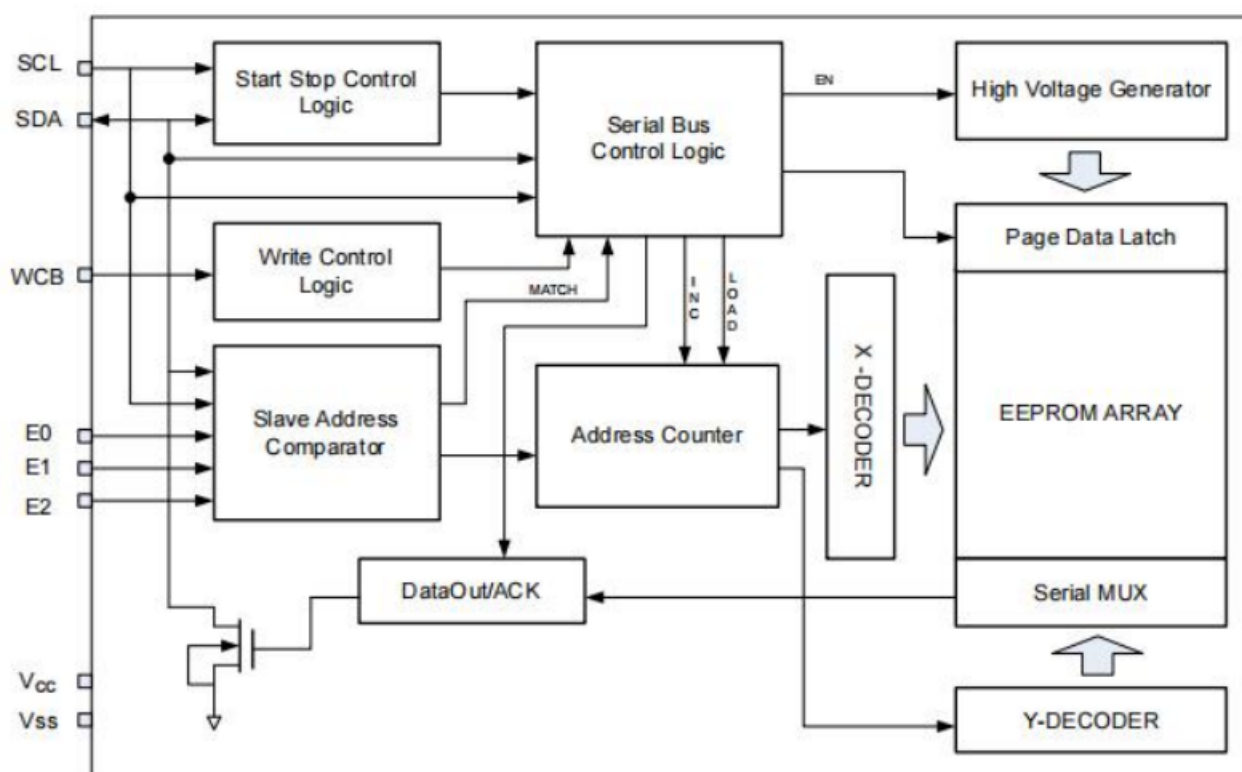 SCL
SDA
WCB
E0
E1
E2
Vcc
Vss
Start Stop Control
Logic
Write Control
Logic
Slave Address
Comparator
Serial Bus
Control Logic
EN
MATCH
INC
LOAD
Address Counter
DataOut/ACK
X -DECODER
High Voltage Generator
Page Data Latch
EEPROM ARRAY
Serial MUX
Y-DECODER